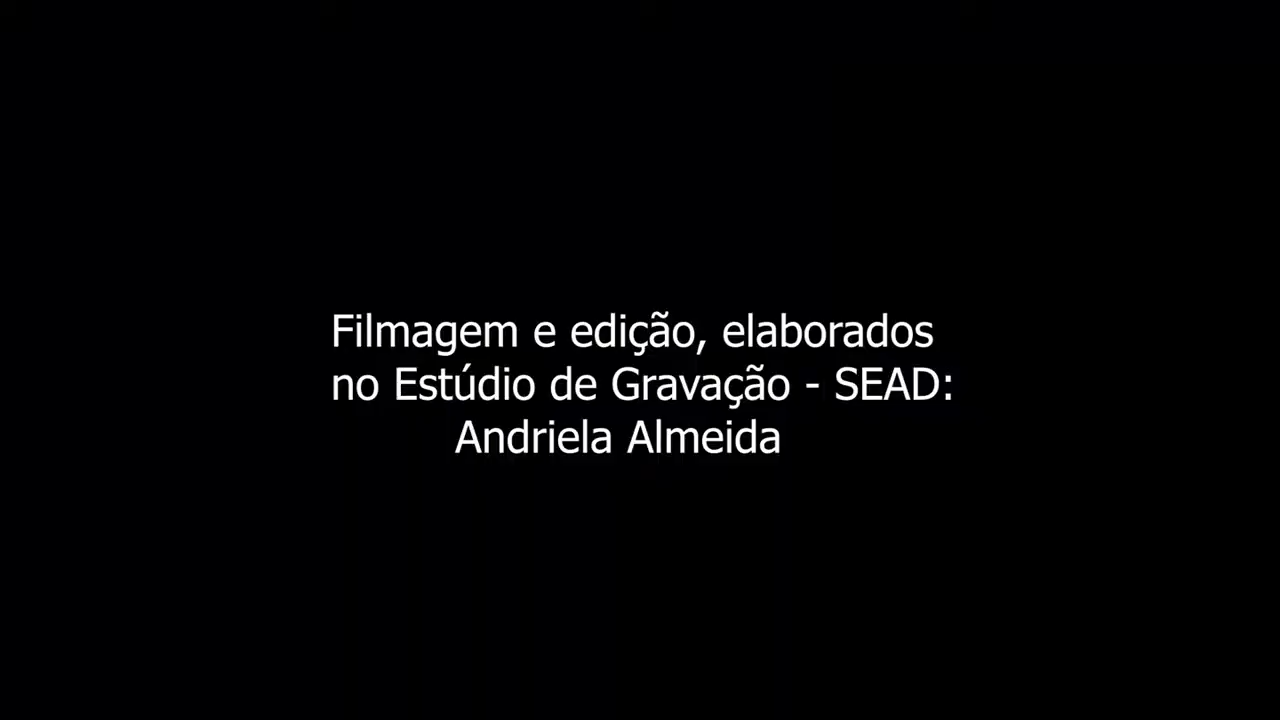 Filmagem e edição, elaborados
no Estúdio de Gravação - SEAD:
Andriela Almeida